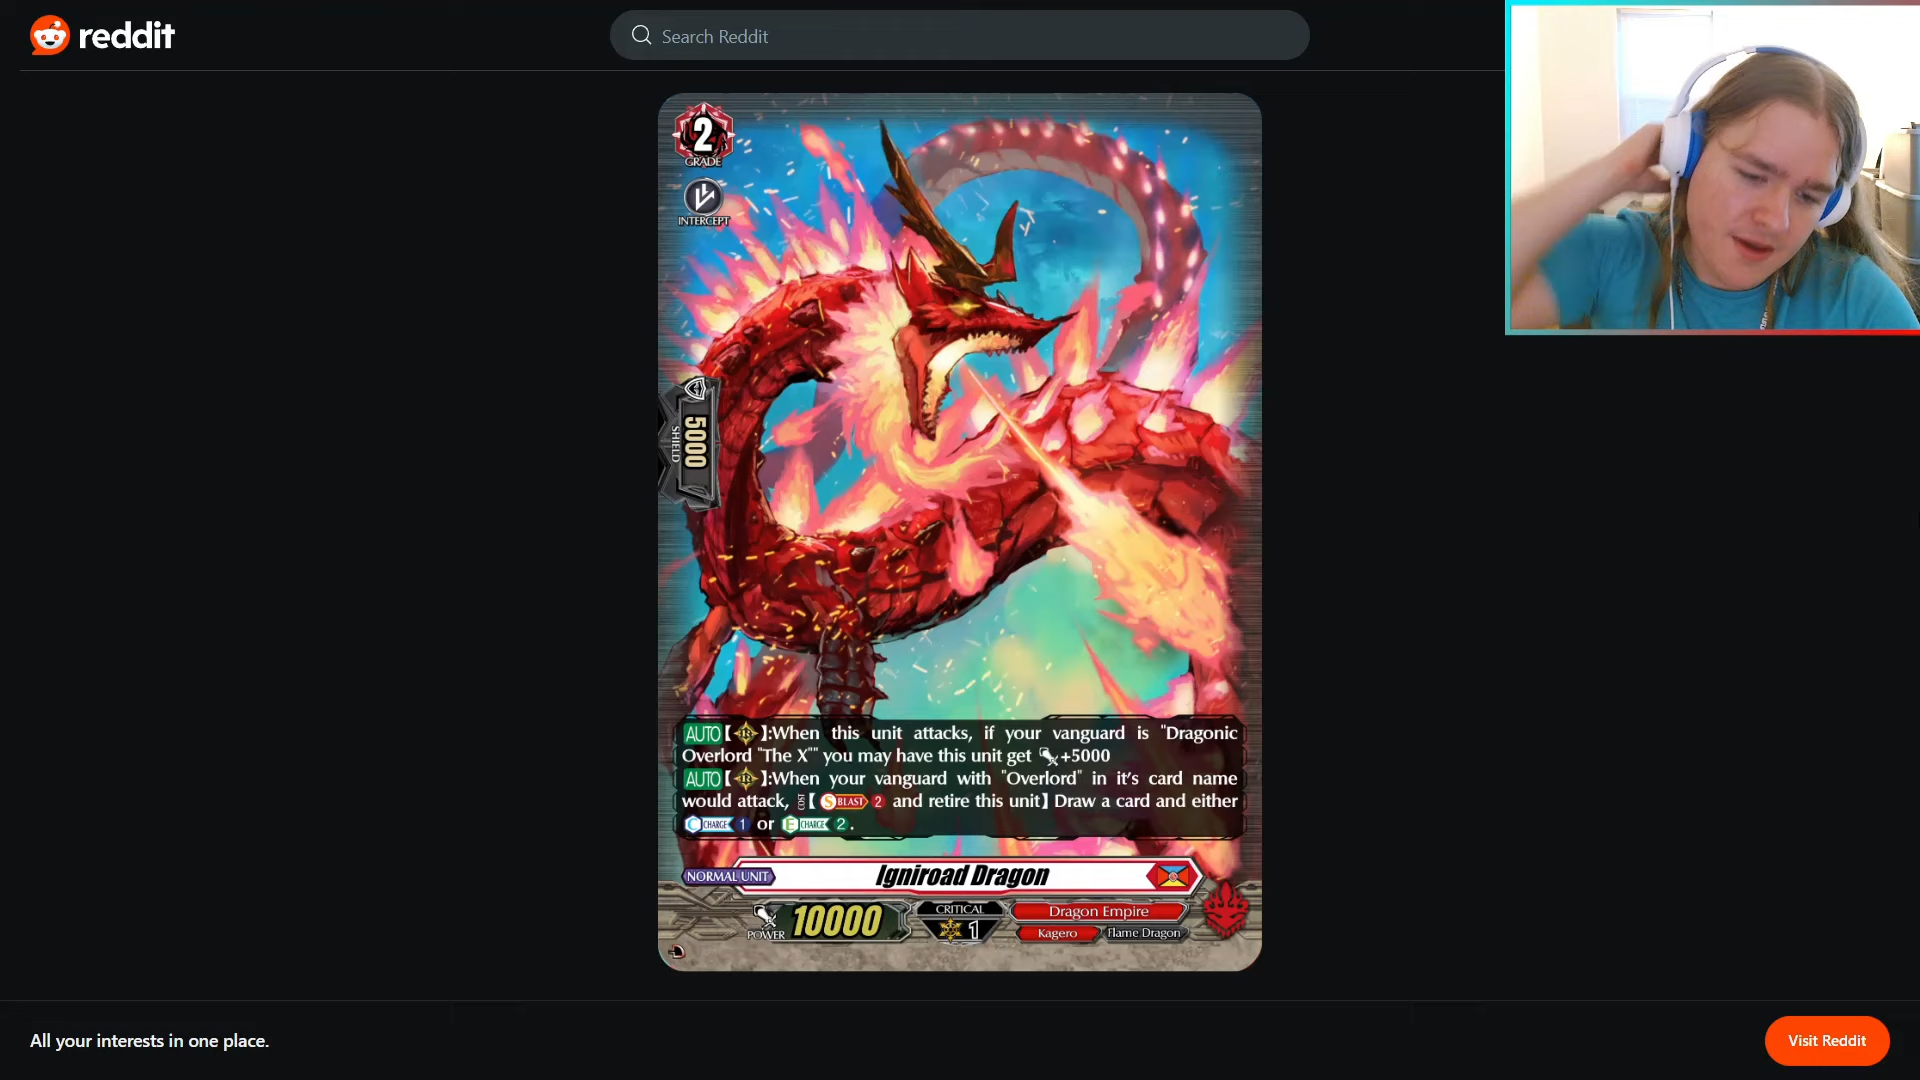 reddit
Search Reddit
2
GRADE
INTERCEPT
5000
SHIELD
AUTO【R】:When this unit attacks, if your vanguard is "Dragonic
Overlord "The X"" you may have this unit get +5000
AUTO【R】:When your vanguard with "Overlord" in it's card name
would attack, COST【S BLAST 2 and retire this unit】Draw a card and either
C CHARGE 1 or E CHARGE 2.
NORMAL UNIT
Igniroad Dragon
POWER 10000
CRITICAL
1
Dragon Empire
Kagero
Flame Dragon
All your interests in one place.
Visit Reddit